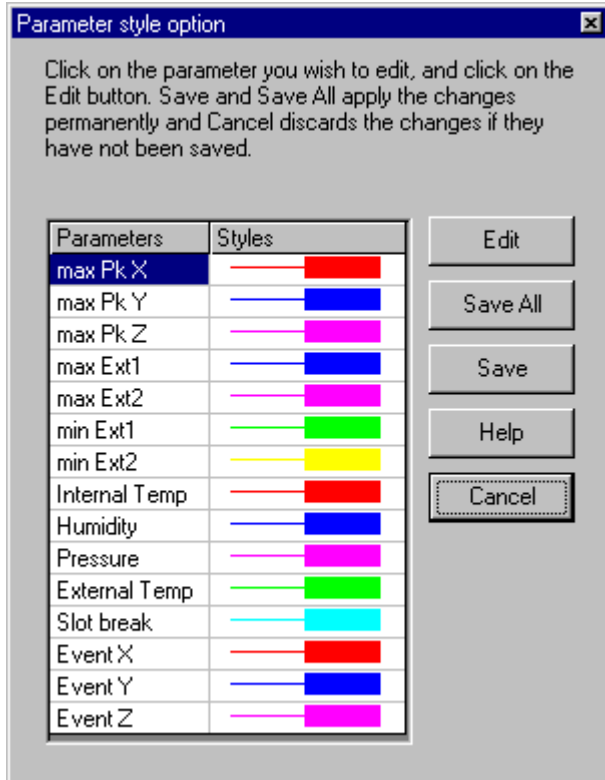 Parameter style option
Click on the parameter you wish to edit, and click on the
Edit button. Save and Save All apply the changes
permanently and Cancel discards the changes if they
have not been saved.
Parameters Styles
max Pk X
max Pk Y
max Pk Z
max Ext1
max Ext2
min Ext1
min Ext2
Internal Temp
Humidity
Pressure
External Temp
Slot break
Event X
Event Y
Event Z
Edit
Save All
Save
Help
Cancel